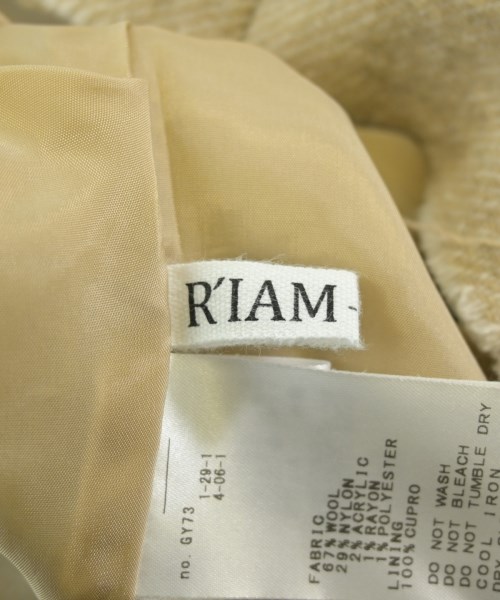 R'IAM -
no. GY73
1-29-1
4-06-1
FABRIC
67% WOOL
29% NYLON
2% ACRYLIC
1% RAYON
1% POLYESTER
LINING
100% CUPRO
DO NOT WASH
DO NOT BLEACH
DO NOT TUMBLE DRY
COOL IRON
DRY